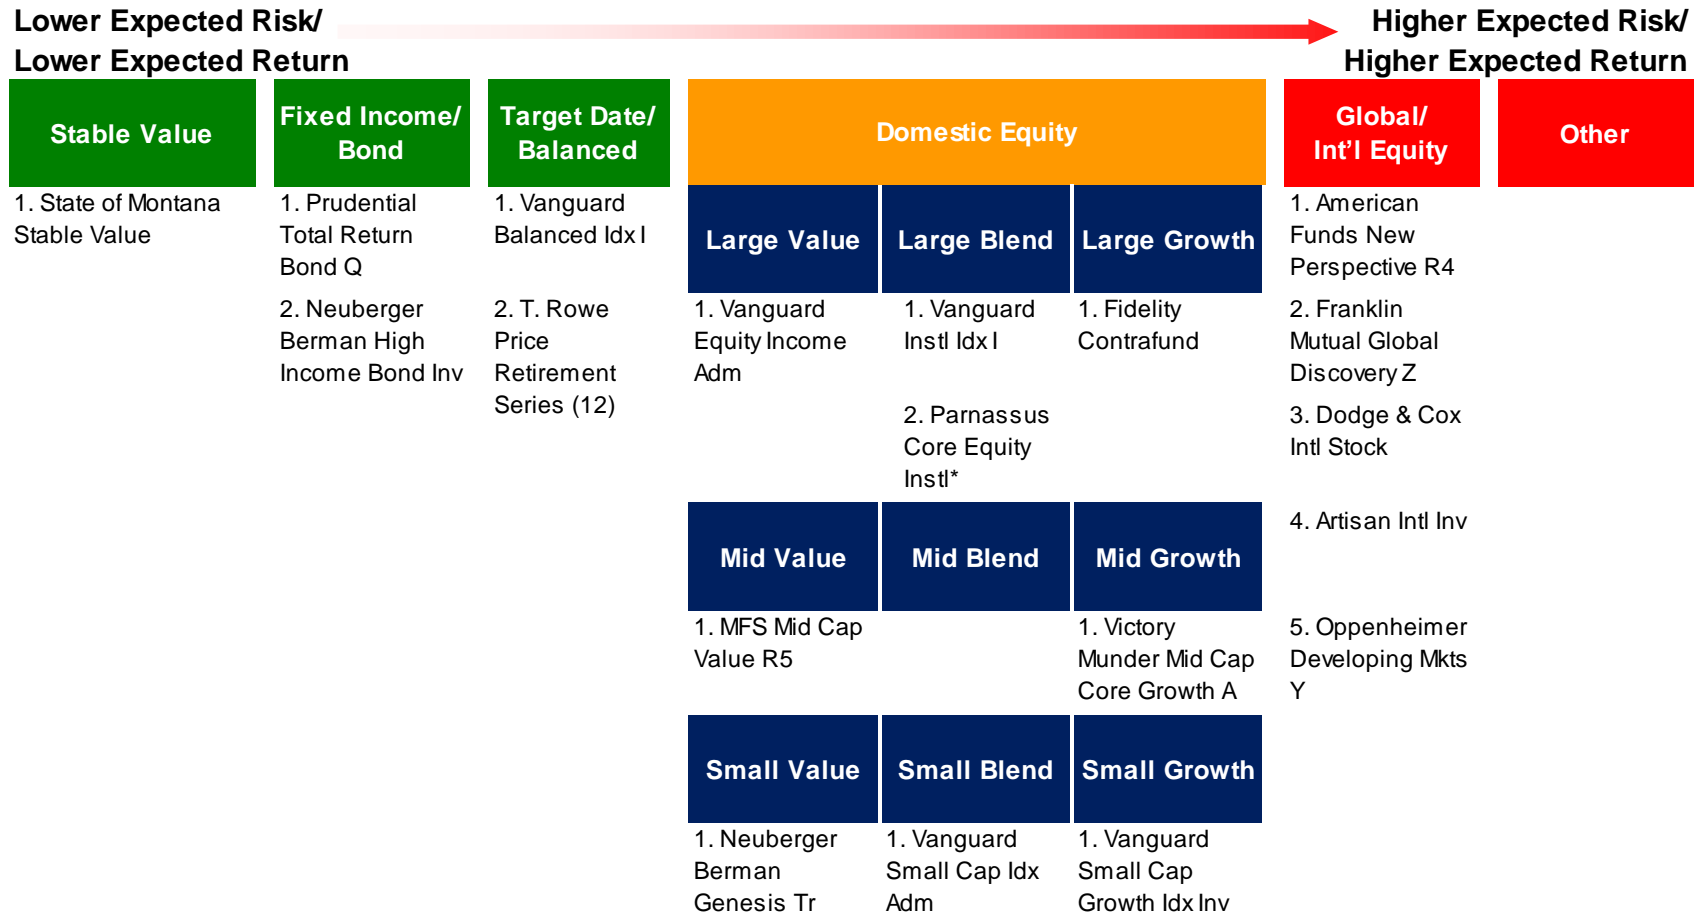 Lower Expected Risk/
Lower Expected Return
Higher Expected Risk/
Higher Expected Return
Stable Value
Fixed Income/
Bond
Target Date/
Balanced
Domestic Equity
Global/
Int'l Equity
Other
1. State of Montana
Stable Value
1. Prudential
Total Return
Bond Q
2. Neuberger
Berman High
Income Bond Inv
1. Vanguard
Balanced Idx I
2. T. Rowe
Price
Retirement
Series (12)
Large Value
Large Blend
Large Growth
1. Vanguard
Equity Income
Adm
1. Vanguard
Instl Idx I
2. Parnassus
Core Equity
Instl*
1. Fidelity
Contrafund
Mid Value
Mid Blend
Mid Growth
1. MFS Mid Cap
Value R5
1. Victory
Munder Mid Cap
Core Growth A
Small Value
Small Blend
Small Growth
1. Neuberger
Berman
Genesis Tr
1. Vanguard
Small Cap Idx
Adm
1. Vanguard
Small Cap
Growth Idx Inv
1. American
Funds New
Perspective R4
2. Franklin
Mutual Global
Discovery Z
3. Dodge & Cox
Intl Stock
4. Artisan Intl Inv
5. Oppenheimer
Developing Mkts
Y